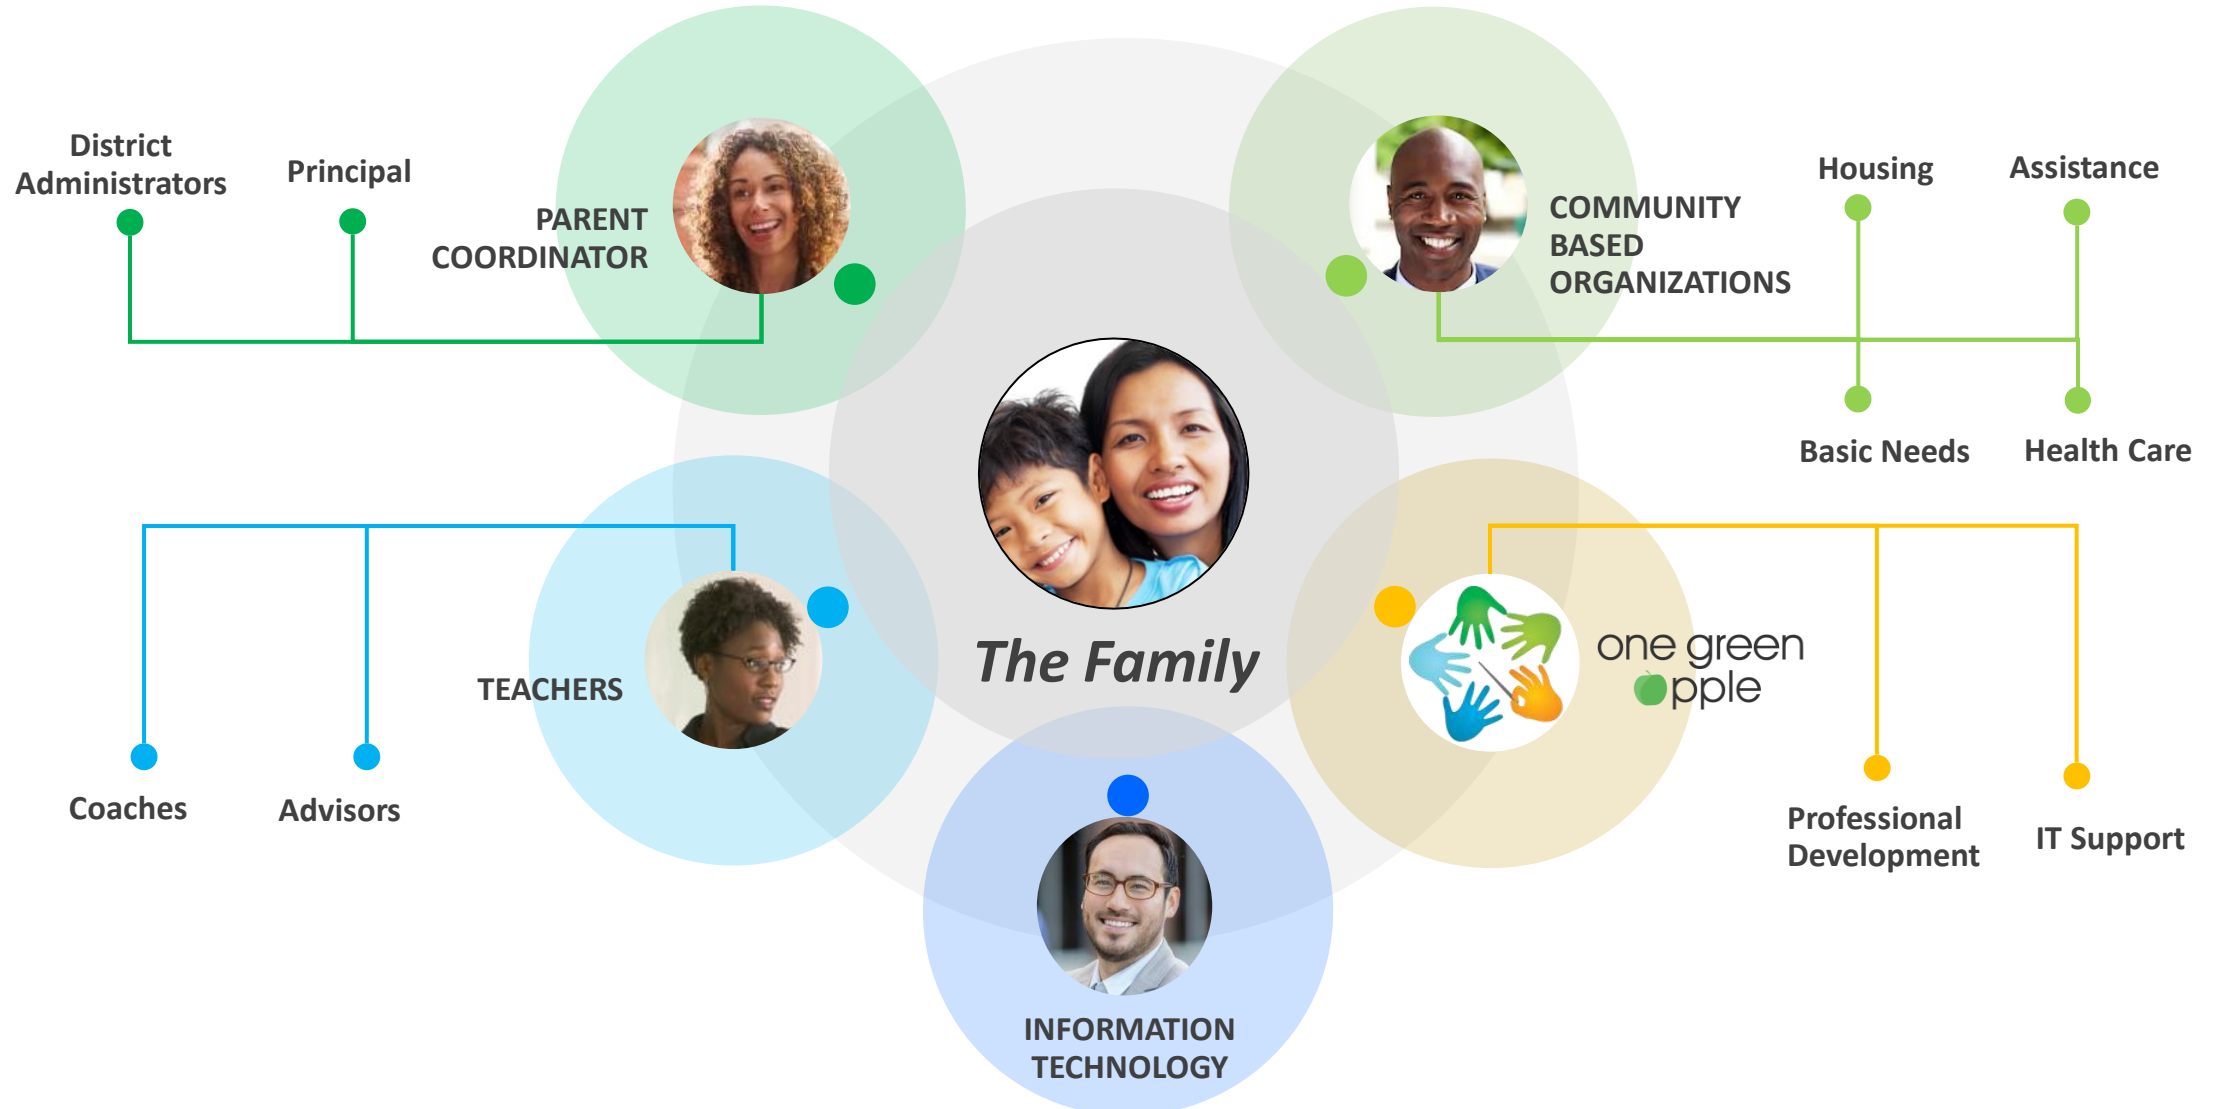 District
Administrators
Principal
PARENT
COORDINATOR
COMMUNITY
BASED
ORGANIZATIONS
Housing
Assistance
Basic Needs
Health Care
The Family
TEACHERS
Coaches
Advisors
one green
pple
Professional
Development
IT Support
INFORMATION
TECHNOLOGY